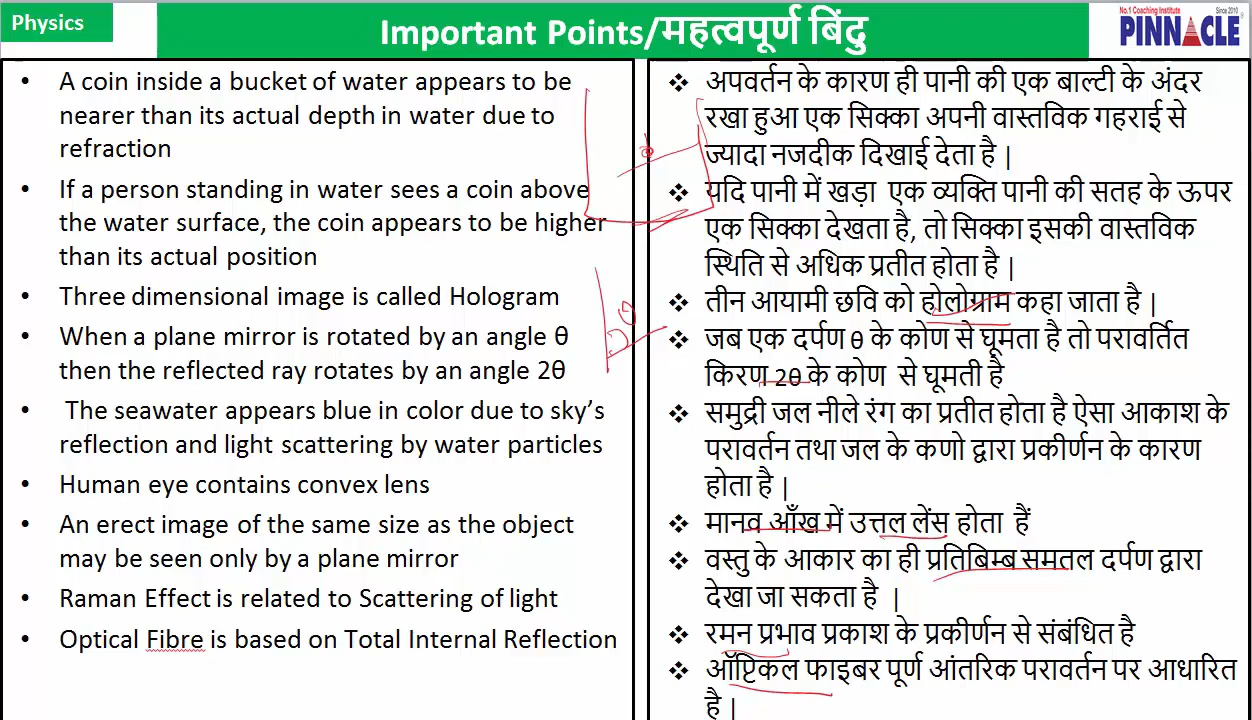 Physics
Important Points/महत्वपूर्ण बिंदु
No.1 Coaching Institute
Since 2010
PINNACLE
• A coin inside a bucket of water appears to be
nearer than its actual depth in water due to
refraction
• If a person standing in water sees a coin above
the water surface, the coin appears to be higher
than its actual position
• Three dimensional image is called Hologram
• When a plane mirror is rotated by an angle θ
then the reflected ray rotates by an angle 2θ
• The seawater appears blue in color due to sky’s
reflection and light scattering by water particles
• Human eye contains convex lens
• An erect image of the same size as the object
may be seen only by a plane mirror
• Raman Effect is related to Scattering of light
• Optical Fibre is based on Total Internal Reflection
❖ अपवर्तन के कारण ही पानी की एक बाल्टी के अंदर
रखा हुआ एक सिक्का अपनी वास्तविक गहराई से
ज्यादा नजदीक दिखाई देता है |
❖ यदि पानी में खड़ा एक व्यक्ति पानी की सतह के ऊपर
एक सिक्का देखता है, तो सिक्का इसकी वास्तविक
स्थिति से अधिक प्रतीत होता है |
❖ तीन आयामी छवि को होलोग्राम कहा जाता है |
❖ जब एक दर्पण θ के कोण से घूमता है तो परावर्तित
किरण 2θ के कोण से घूमती है
❖ समुद्री जल नीले रंग का प्रतीत होता है ऐसा आकाश के
परावर्तन तथा जल के कणो द्वारा प्रकीर्णन के कारण
होता है |
❖ मानव आँख में उत्तल लेंस होता हैं
❖ वस्तु के आकार का ही प्रतिबिम्ब समतल दर्पण द्वारा
देखा जा सकता है |
❖ रमन प्रभाव प्रकाश के प्रकीर्णन से संबंधित है
❖ ऑप्टिकल फाइबर पूर्ण आंतरिक परावर्तन पर आधारित
है |
θ